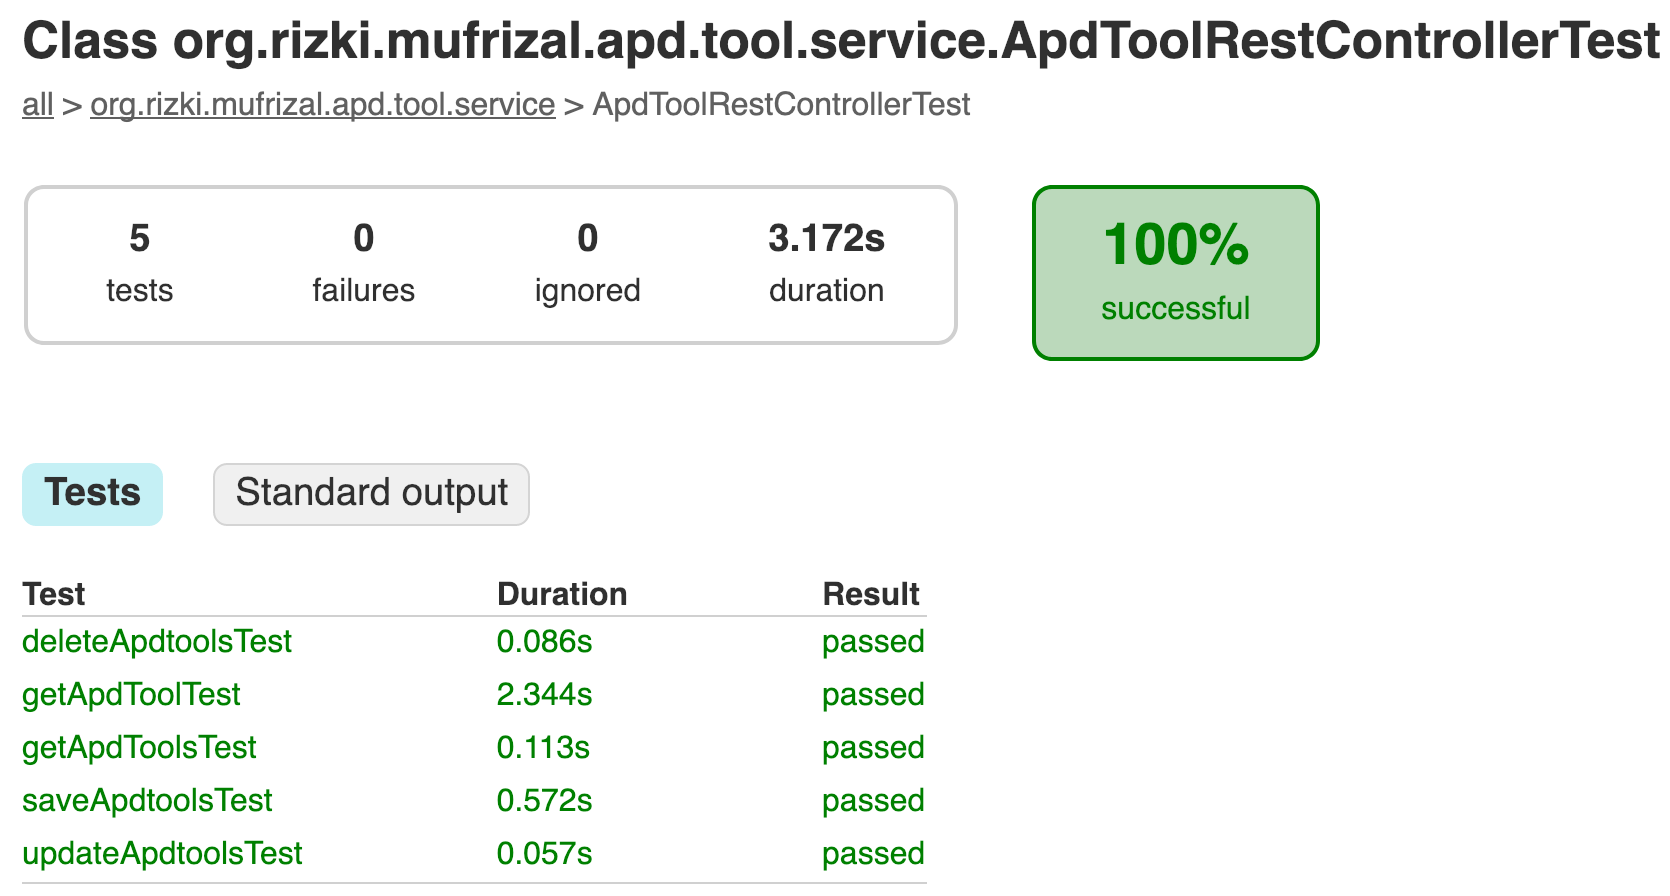 Class org.rizki.mufrizal.apd.tool.service.ApdToolRestControllerTest
all > org.rizki.mufrizal.apd.tool.service > ApdToolRestControllerTest
5 0 0 3.172s
tests failures ignored duration
100%
successful
Tests Standard output
Test Duration Result
deleteApdtoolsTest 0.086s passed
getApdToolTest 2.344s passed
getApdToolsTest 0.113s passed
saveApdtoolsTest 0.572s passed
updateApdtoolsTest 0.057s passed